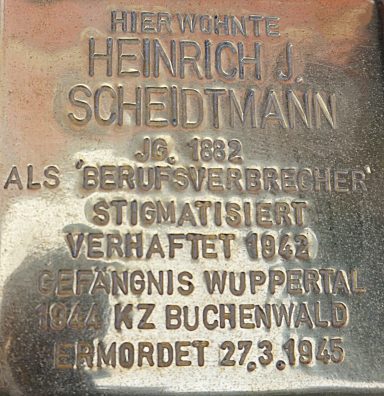 HIER WOHNTE
HEINRICH J.
SCHEIDTMANN
JG. 1882
ALS 'BERUFSVERBRECHER'
STIGMATISIERT
VERHAFTET 1942
GEFÄNGNIS WUPPERTAL
1944 KZ BUCHENWALD
ERMORDET 27.3.1945